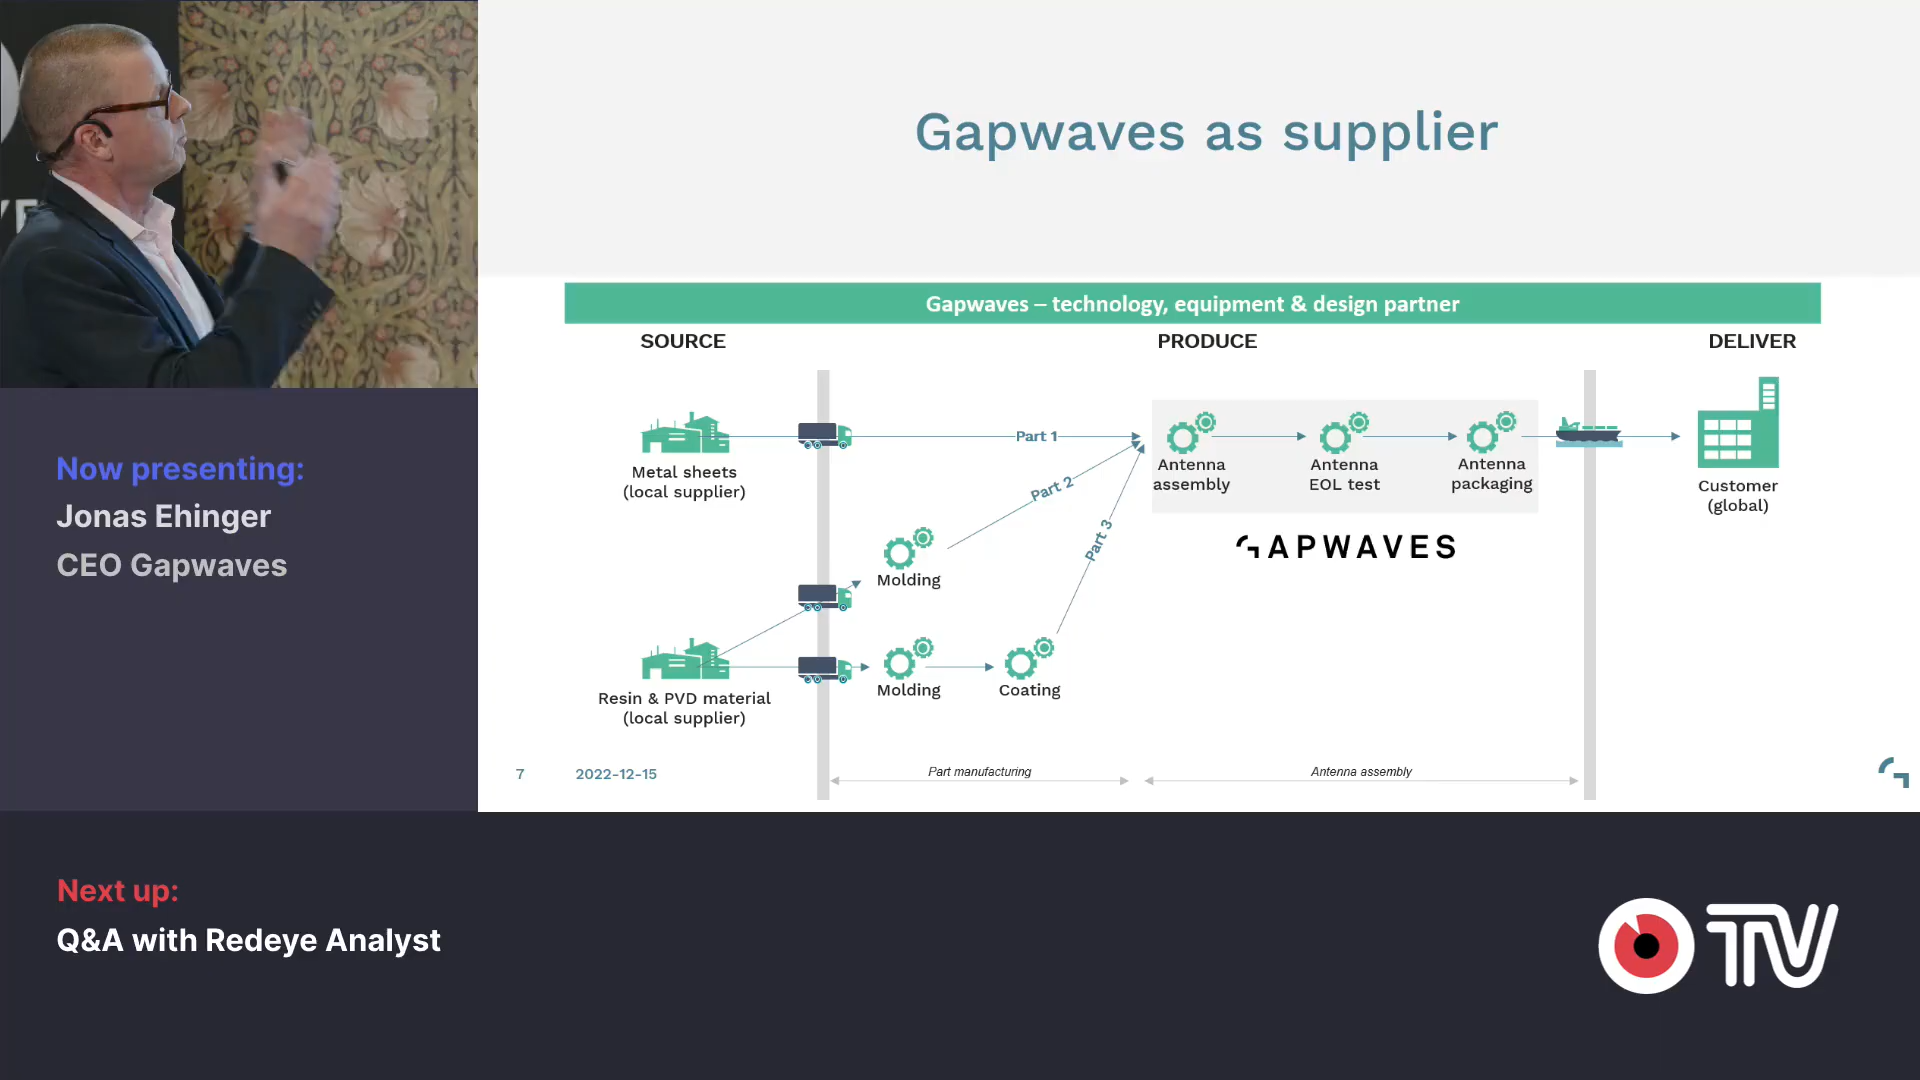 Gapwaves as supplier
Gapwaves – technology, equipment & design partner
SOURCE
PRODUCE
DELIVER
Metal sheets
(local supplier)
Part 1
Part 2
Part 3
Antenna
assembly
Antenna
EOL test
Antenna
packaging
Customer
(global)
GAPWAVES
Molding
Resin & PVD material
(local supplier)
Molding
Coating
7
2022-12-15
Part manufacturing
Antenna assembly
Now presenting:
Jonas Ehinger
CEO Gapwaves
Next up:
Q&A with Redeye Analyst
TV